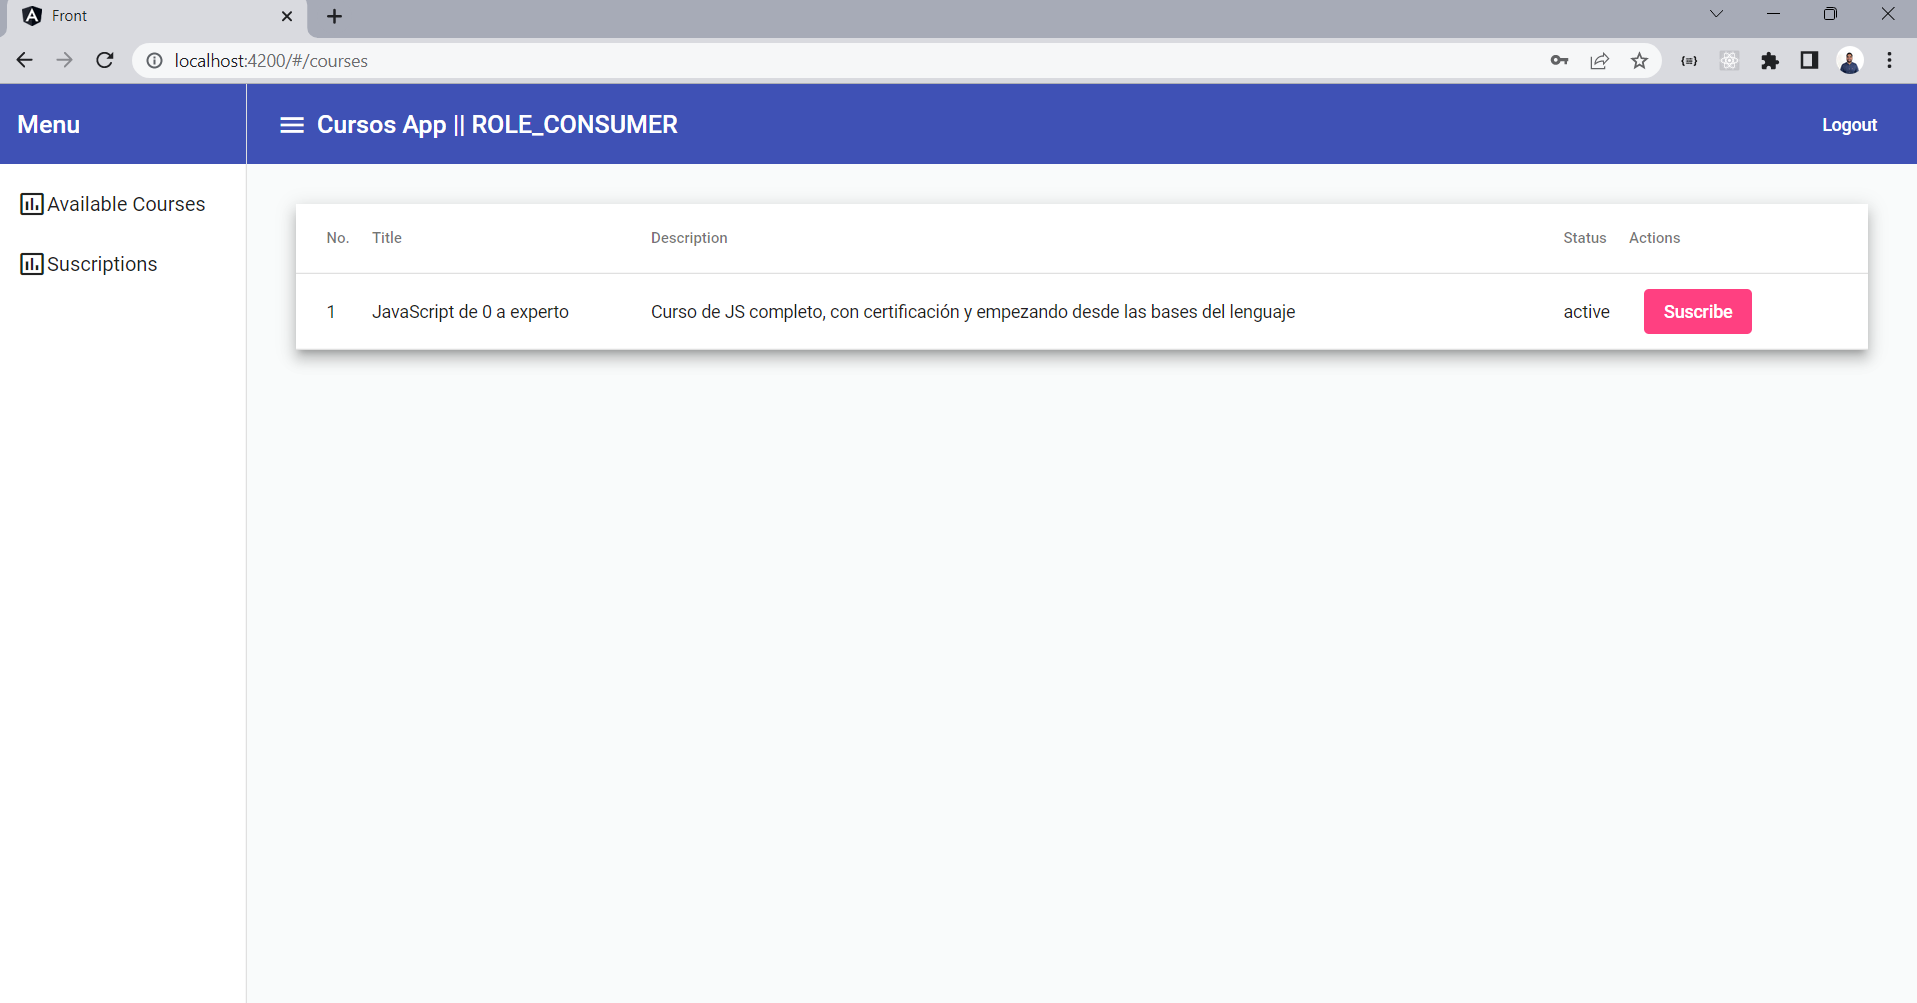 Front
localhost:4200/#/courses
Menu
Cursos App || ROLE_CONSUMER
Logout
Available Courses
Suscriptions
No. Title Description Status Actions
1 JavaScript de 0 a experto Curso de JS completo, con certificación y empezando desde las bases del lenguaje active Suscribe